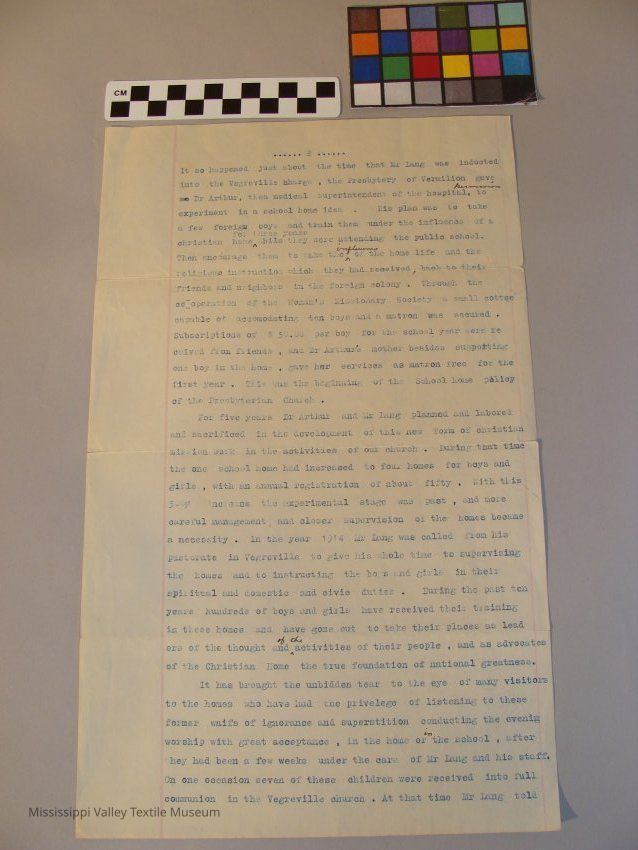 CM
...... 2 ......
It so happened just about the time that Mr Lang was inducted
into the Vegreville hharge , the Presbytery of Vermilion gave
permission
Dr Arthur, then medical superintendent of the hospital, to
experiment in a school home idea . His plan was to take
a few foreign boys and train them under the influence of a
for three years
christian home while they were attending the public school.
influence
Then encourage them to take the of the home life and the
religious instruction which they had received, back to their
friends and neighbors in the foreign colony . Through the
cooperation of the Woman's Missionary Society a small cottge
capable of accomodating ten boys and a matron was secured .
Subscriptions of $ 50.00 per boy for the school year were re
ceived from friends , and Dr Arthur's mother besides supporting
one boy in the home , gave her services as matron free for the
first year . This was the beginning of the School home policy
of the Presbyterian Church .
For five years Dr Arthur and Mr Lang planned and labored
and sacrificed in the development of this new form of christian
mission work in the activities of our church . During that time
the one school home had increased to four homes for boys and
girls , with an annual registration of about fifty . With this
increase the experimental stage was past , and more
careful management and closer supervision of the homes became
a necessity . In the year 1914 Mr Lang was called from his
pastorate in Vegreville to give his whole time to supervising
the homes and to instructing the boys and girls in their
spiritual and domestic and civic duties . During the past ten
years hundreds of boys and girls have received their training
in these homes and have gone out to take their places as lead
of the
ers of the thought and activities of their people , and as advocates
of the Christian Home the true foundation of national greatness.
It has brought the unbidden tear to the eye of many visitors
to the homes who have had the privelege of listening to these
former waifs of ignorance and superstition conducting the evening
in
worship with great acceptance , in the home or the school , after
they had been a few weeks under the care of Mr Lang and his staff.
On one occasion seven of these children were received into full
communion in the Vegreville church . At that time Mr Lang told
Mississippi Valley Textile Museum